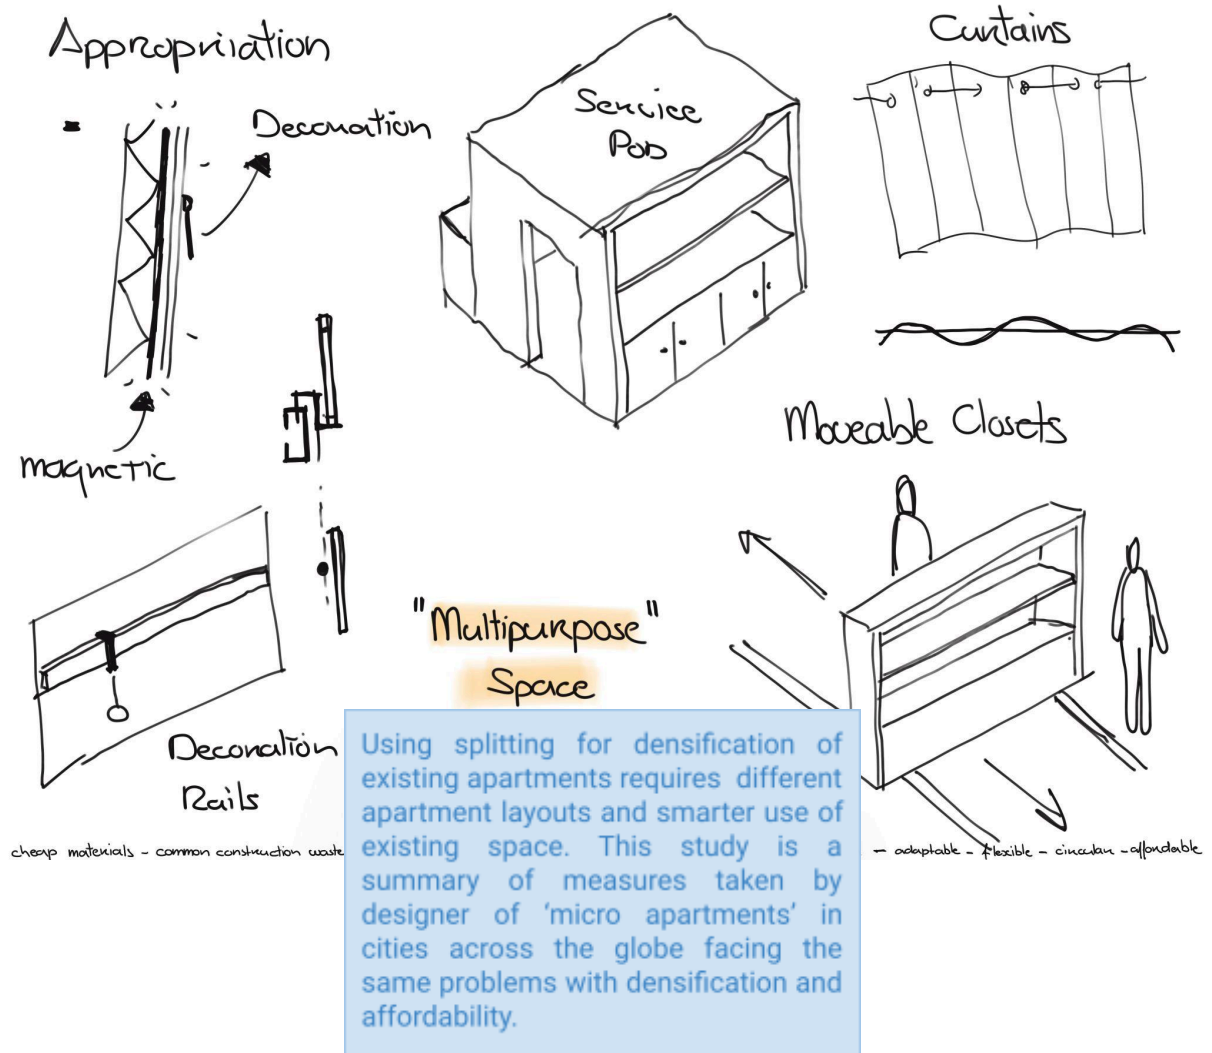 Appropriation
Decoration
magnetic
Service
Pod
Curtains
Moveable Closets
"Multipurpose"
Space
Decoration
Rails
cheap materials - common construction waste
- adaptable - flexible - circular - affordable
Using splitting for densification of
existing apartments requires different
apartment layouts and smarter use of
existing space. This study is a
summary of measures taken by
designer of ‘micro apartments’ in
cities across the globe facing the
same problems with densification and
affordability.